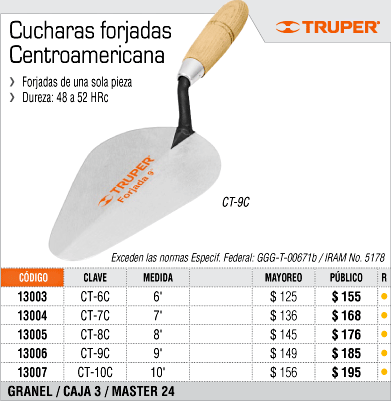 Cucharas forjadas
Centroamericana
TRUPER®
❯ Forjadas de una sola pieza
❯ Dureza: 48 a 52 HRc
TRUPER
Forjada 9"
CT-9C
Exceden las normas Específ. Federal: GGG-T-00671b / IRAM No. 5178
CÓDIGO CLAVE MEDIDA MAYOREO PÚBLICO R
13003 CT-6C 6' $ 125 $ 155 ●
13004 CT-7C 7' $ 136 $ 168 ●
13005 CT-8C 8' $ 145 $ 176 ●
13006 CT-9C 9' $ 149 $ 185 ●
13007 CT-10C 10' $ 156 $ 195 ●
GRANEL / CAJA 3 / MASTER 24